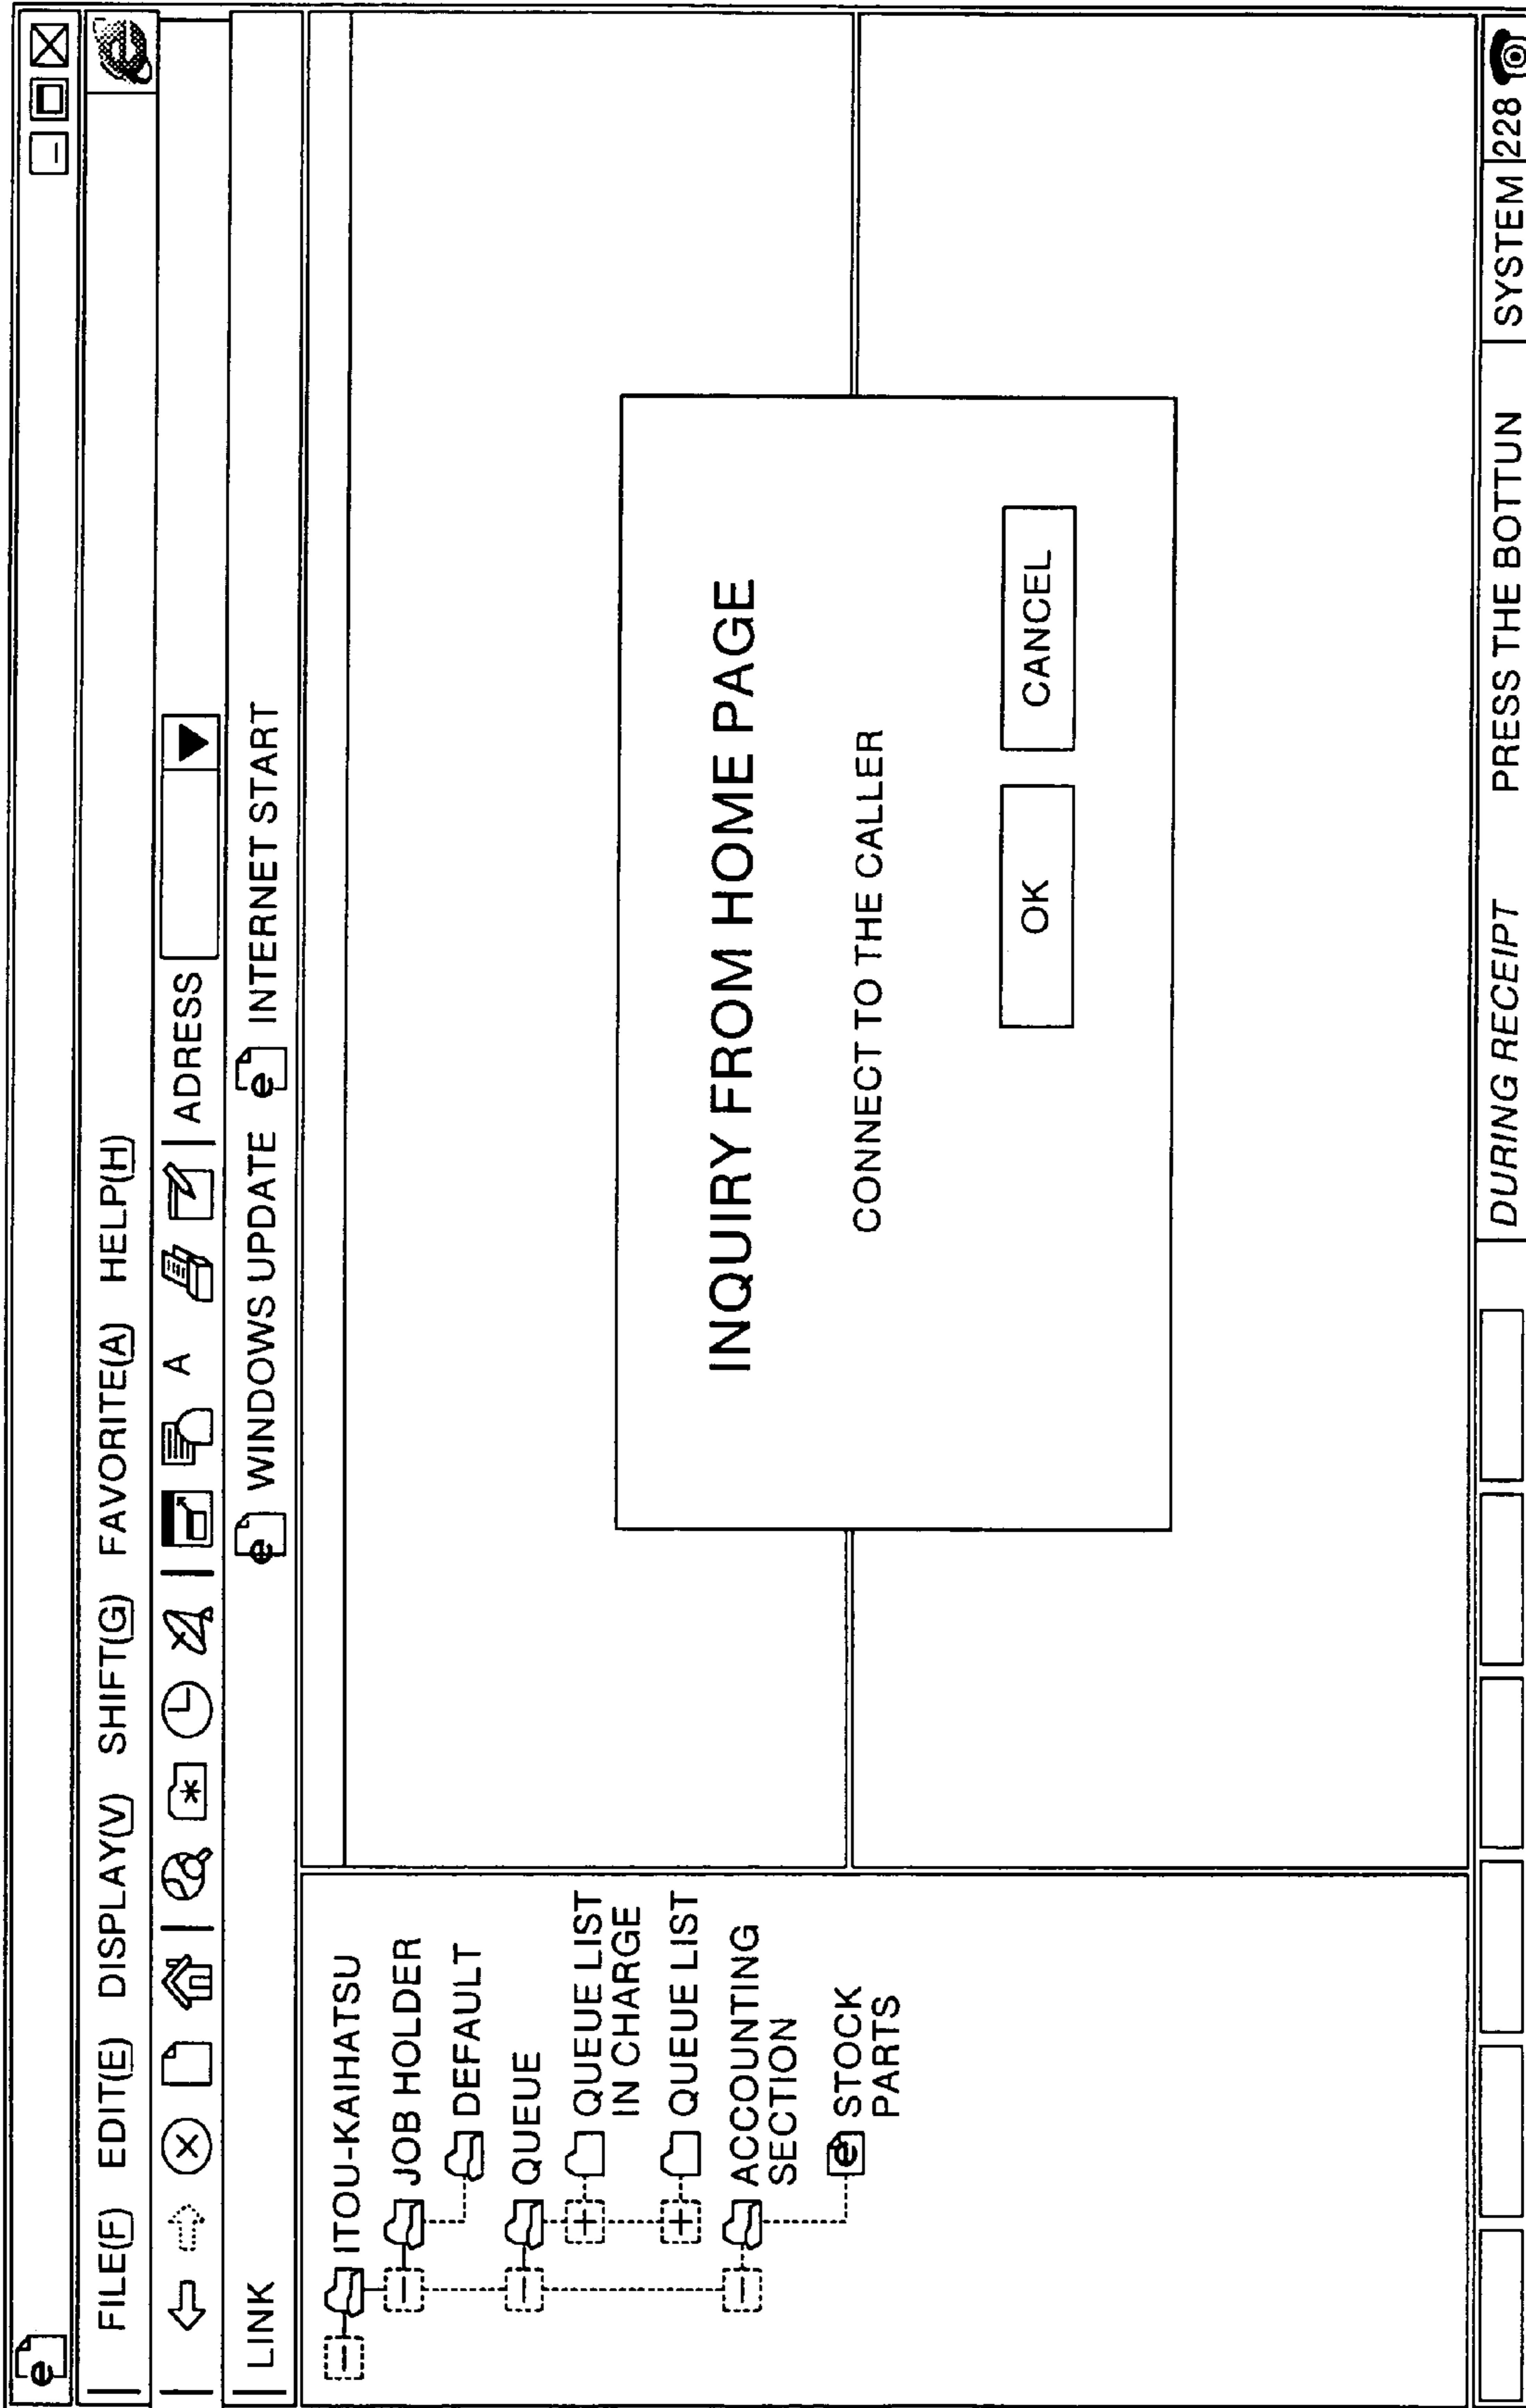 FILE(F) EDIT(E) DISPLAY(V) SHIFT(G) FAVORITE(A) HELP(H)
A ADRESS
LINK WINDOWS UPDATE INTERNET START
ITOU-KAIHATSU
JOB HOLDER
DEFAULT
QUEUE
QUEUE LIST
IN CHARGE
QUEUE LIST
ACCOUNTING
SECTION
STOCK
PARTS
INQUIRY FROM HOME PAGE
CONNECT TO THE CALLER
OK CANCEL
DURING RECEIPT PRESS THE BOTTUN SYSTEM 228